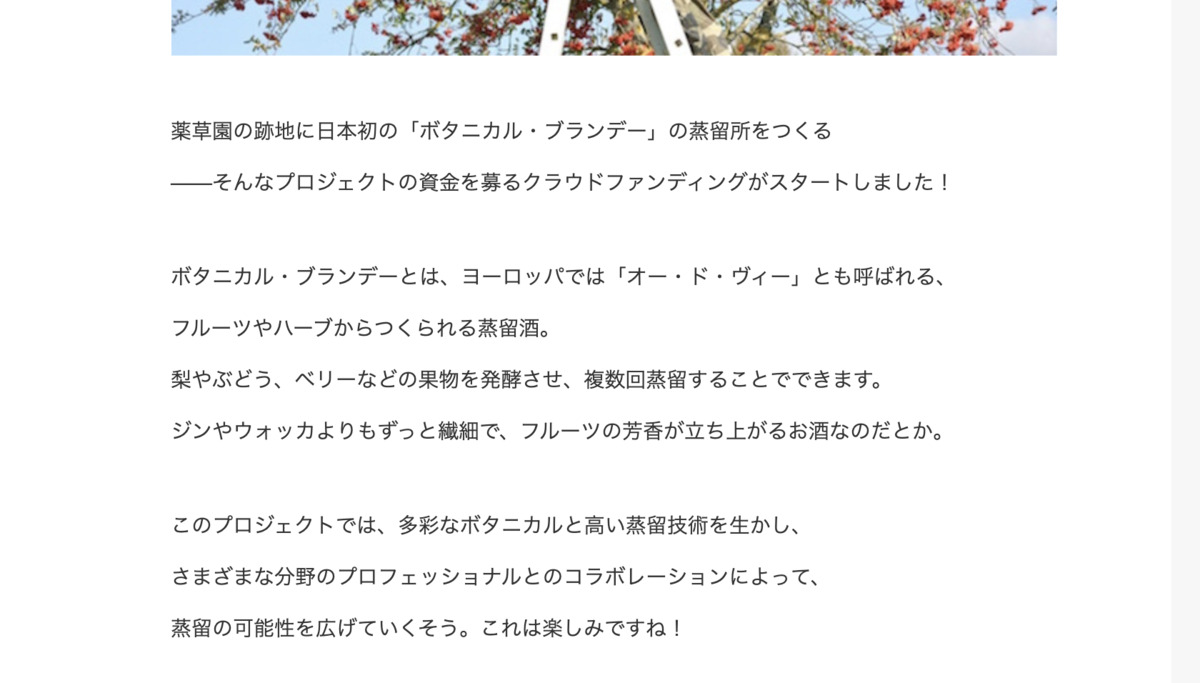 薬草園の跡地に日本初の「ボタニカル・ブランデー」の蒸留所をつくる
——そんなプロジェクトの資金を募るクラウドファンディングがスタートしました！
ボタニカル・ブランデーとは、ヨーロッパでは「オー・ド・ヴィー」とも呼ばれる、
フルーツやハーブからつくられる蒸留酒。
梨やぶどう、ベリーなどの果物を発酵させ、複数回蒸留することでできます。
ジンやウォッカよりもずっと繊細で、フルーツの芳香が立ち上がるお酒なのだとか。
このプロジェクトでは、多彩なボタニカルと高い蒸留技術を生かし、
さまざまな分野のプロフェッショナルとのコラボレーションによって、
蒸留の可能性を広げていくそう。これは楽しみですね！